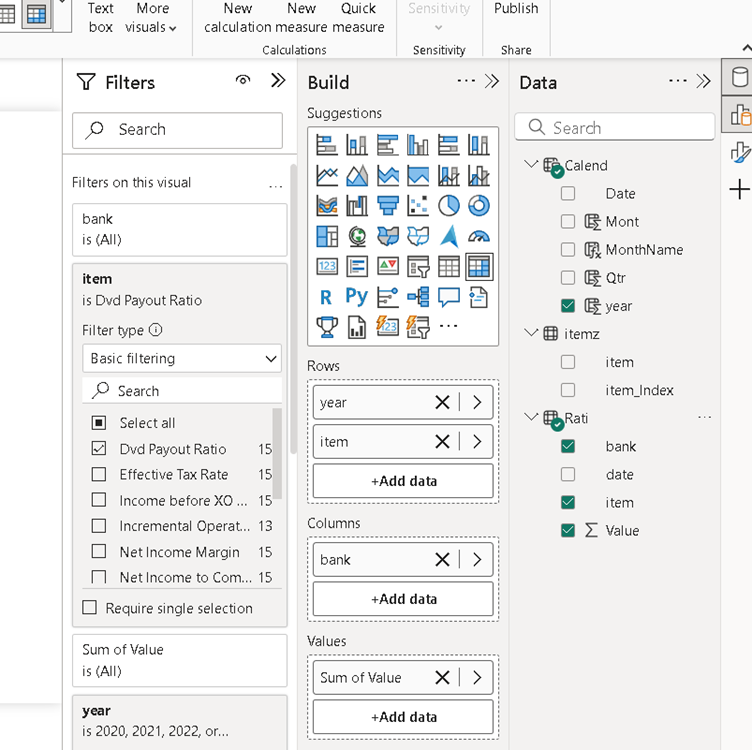 Text
box
More
visuals
New
calculation
New
measure
Quick
measure
Sensitivity
Publish
Calculations
Sensitivity
Share
Filters
Search
Filters on this visual
...
bank
is (All)
item
is Dvd Payout Ratio
Filter type
Basic filtering
Search
Select all
Dvd Payout Ratio 15
Effective Tax Rate 15
Income before XO ... 15
Incremental Operat... 13
Net Income Margin 15
Net Income to Com... 15
Require single selection
Sum of Value
is (All)
year
is 2020, 2021, 2022, or...
Build
...
Suggestions
123
R
Py
123
...
Rows
year
item
+Add data
Columns
bank
+Add data
Values
Sum of Value
+Add data
Data
...
Search
Calend
Date
Mont
MonthName
Qtr
year
itemz
item
item_Index
Rati
...
bank
date
item
Σ Value